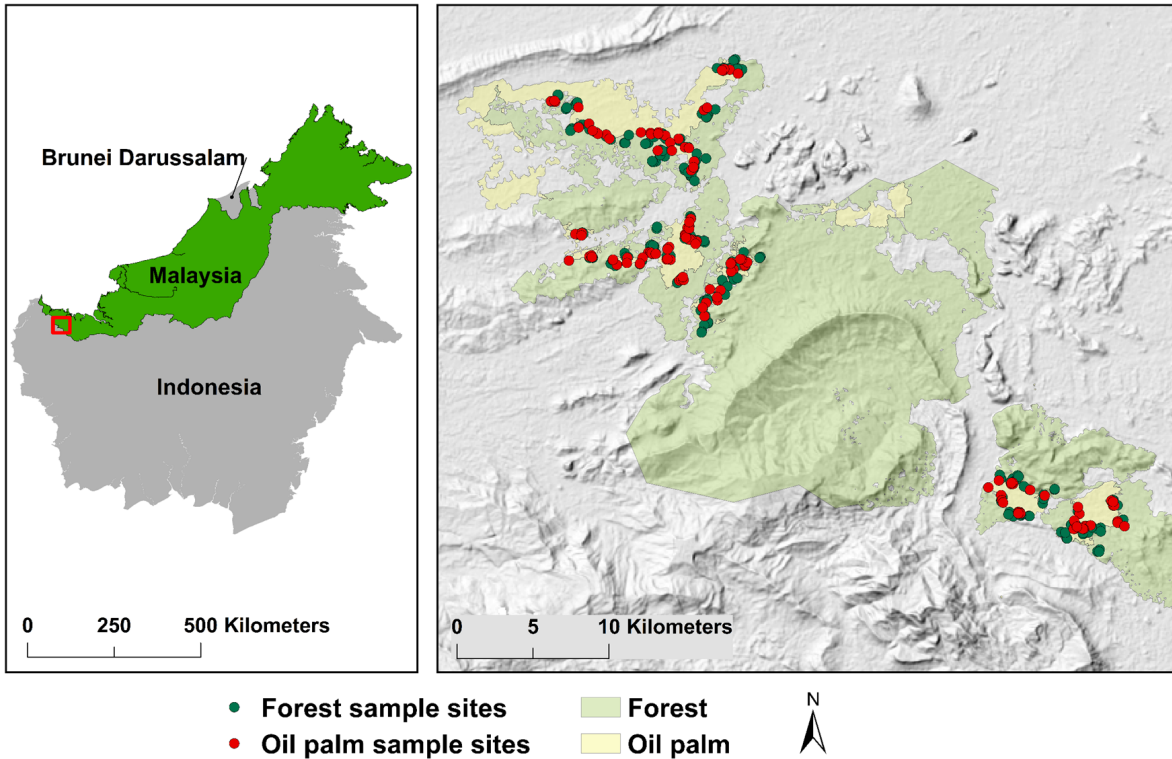 Brunei Darussalam
Malaysia
Indonesia
0 250 500 Kilometers
0 5 10 Kilometers
Forest sample sites
Oil palm sample sites
Forest
Oil palm
N